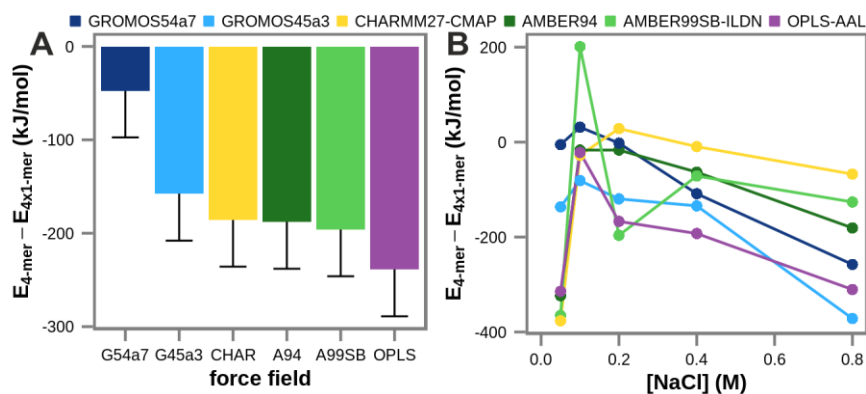 GROMOS54a7 GROMOS45a3 CHARMM27-CMAP AMBER94 AMBER99SB-ILDN OPLS-AAL
A
E4-mer – E4x1-mer (kJ/mol)
0
-100
-200
-300
G54a7 G45a3 CHAR A94 A99SB OPLS
force field
B
E4-mer – E4x1-mer (kJ/mol)
200
0
-200
-400
0.0 0.2 0.4 0.6 0.8
[NaCl] (M)